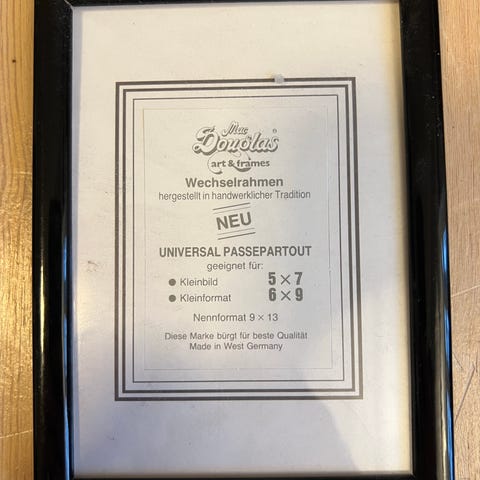 Mac
Douglas®
art & frames
Wechselrahmen
hergestellt in handwerklicher Tradition
NEU
UNIVERSAL PASSEPARTOUT
geeignet für:
● Kleinbild 5 × 7
● Kleinformat 6 × 9
Nennformat 9 × 13
Diese Marke bürgt für beste Qualität
Made in West Germany